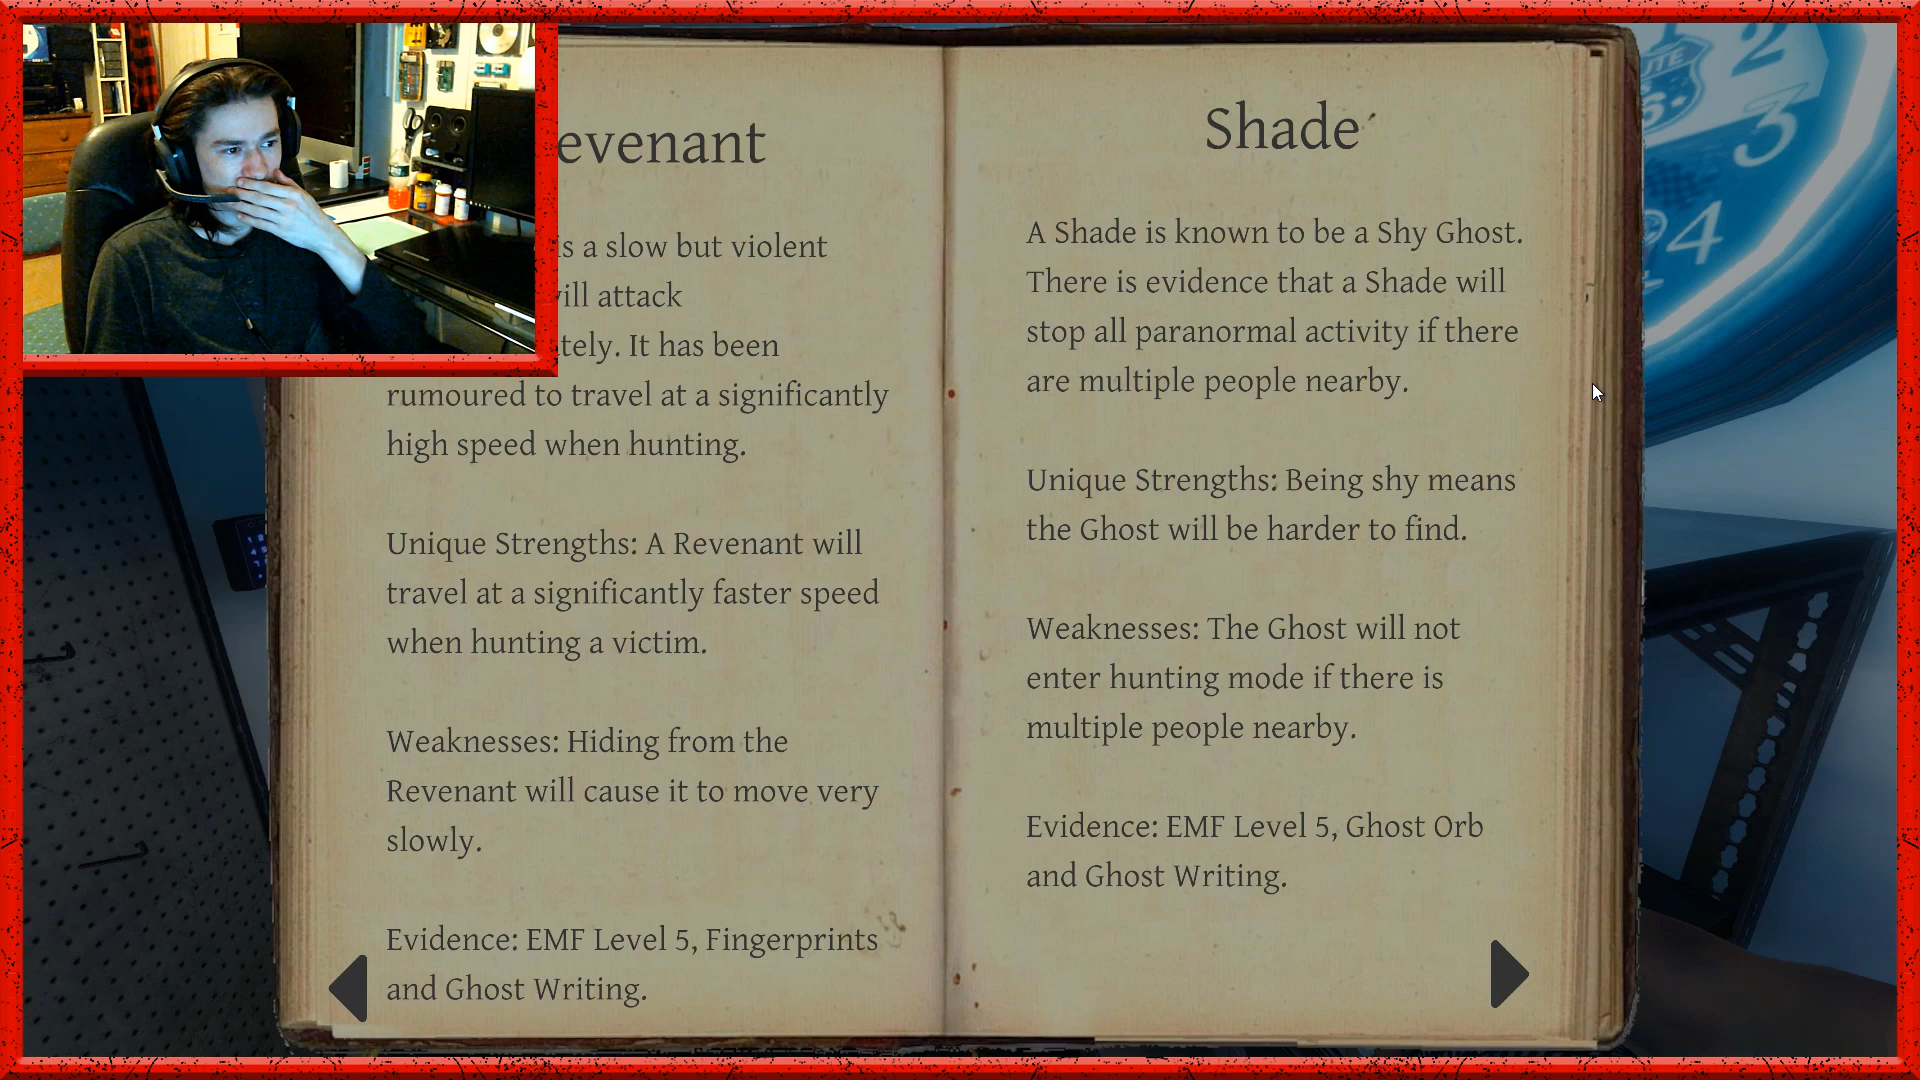 evenant
is a slow but violent
will attack
tely. It has been
rumoured to travel at a significantly
high speed when hunting.
Unique Strengths: A Revenant will
travel at a significantly faster speed
when hunting a victim.
Weaknesses: Hiding from the
Revenant will cause it to move very
slowly.
Evidence: EMF Level 5, Fingerprints
and Ghost Writing.
Shade
A Shade is known to be a Shy Ghost.
There is evidence that a Shade will
stop all paranormal activity if there
are multiple people nearby.
Unique Strengths: Being shy means
the Ghost will be harder to find.
Weaknesses: The Ghost will not
enter hunting mode if there is
multiple people nearby.
Evidence: EMF Level 5, Ghost Orb
and Ghost Writing.
2
3
4